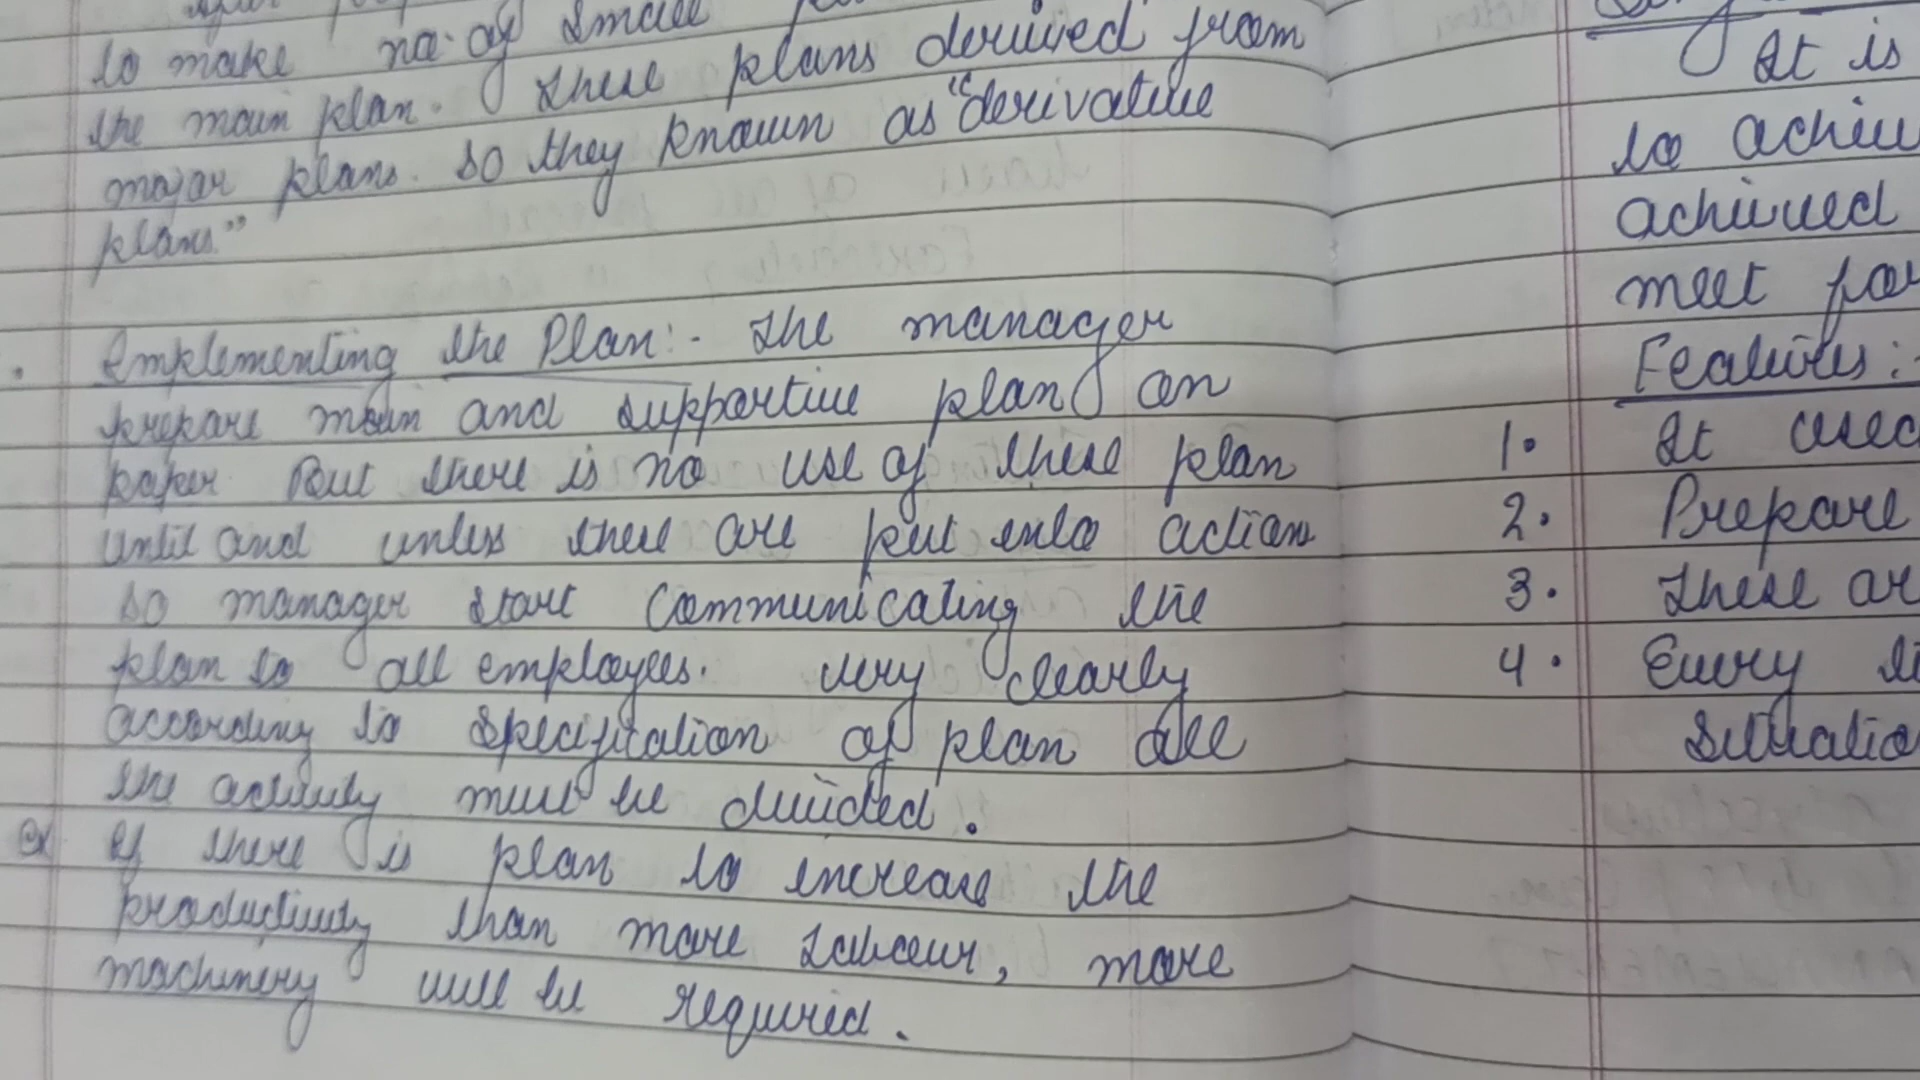 to make no. of small
the main plan. These plans derived from
major plans. so they known as "derivative
plans"
Implementing the Plan:- The manager
prepare main and supportive plan on
paper But there is no use of these plan
until and unless these are put into action
so manager start communicating the
plan to all employees. very clearly
according to specification of plan all
the activity must be divided.
ex If there is plan to increase the
productivity than more labour, more
machinery will be required.
It is
to achieve
achieved
meet
Features:-
1. It used
2. Prepare
3. These ar
4. Every
Situatio